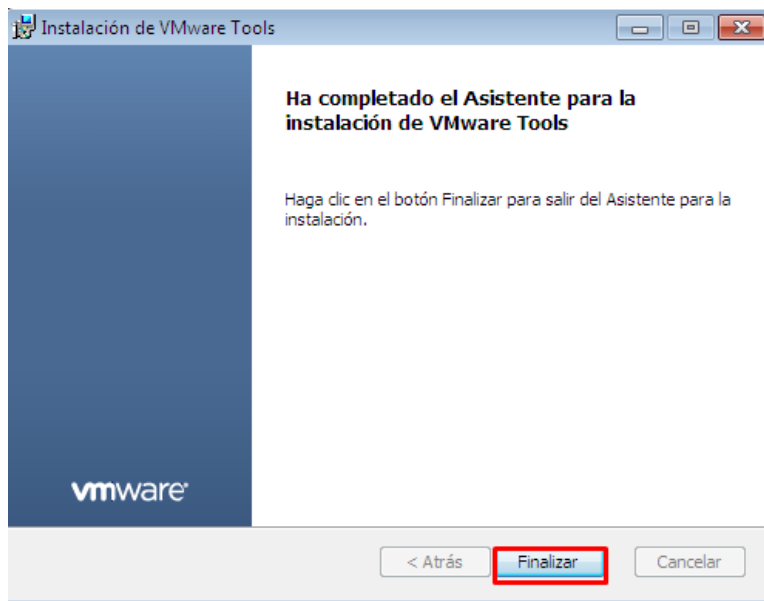 Instalación de VMware Tools
Ha completado el Asistente para la
instalación de VMware Tools
Haga clic en el botón Finalizar para salir del Asistente para la
instalación.
vmware®
< Atrás Finalizar Cancelar